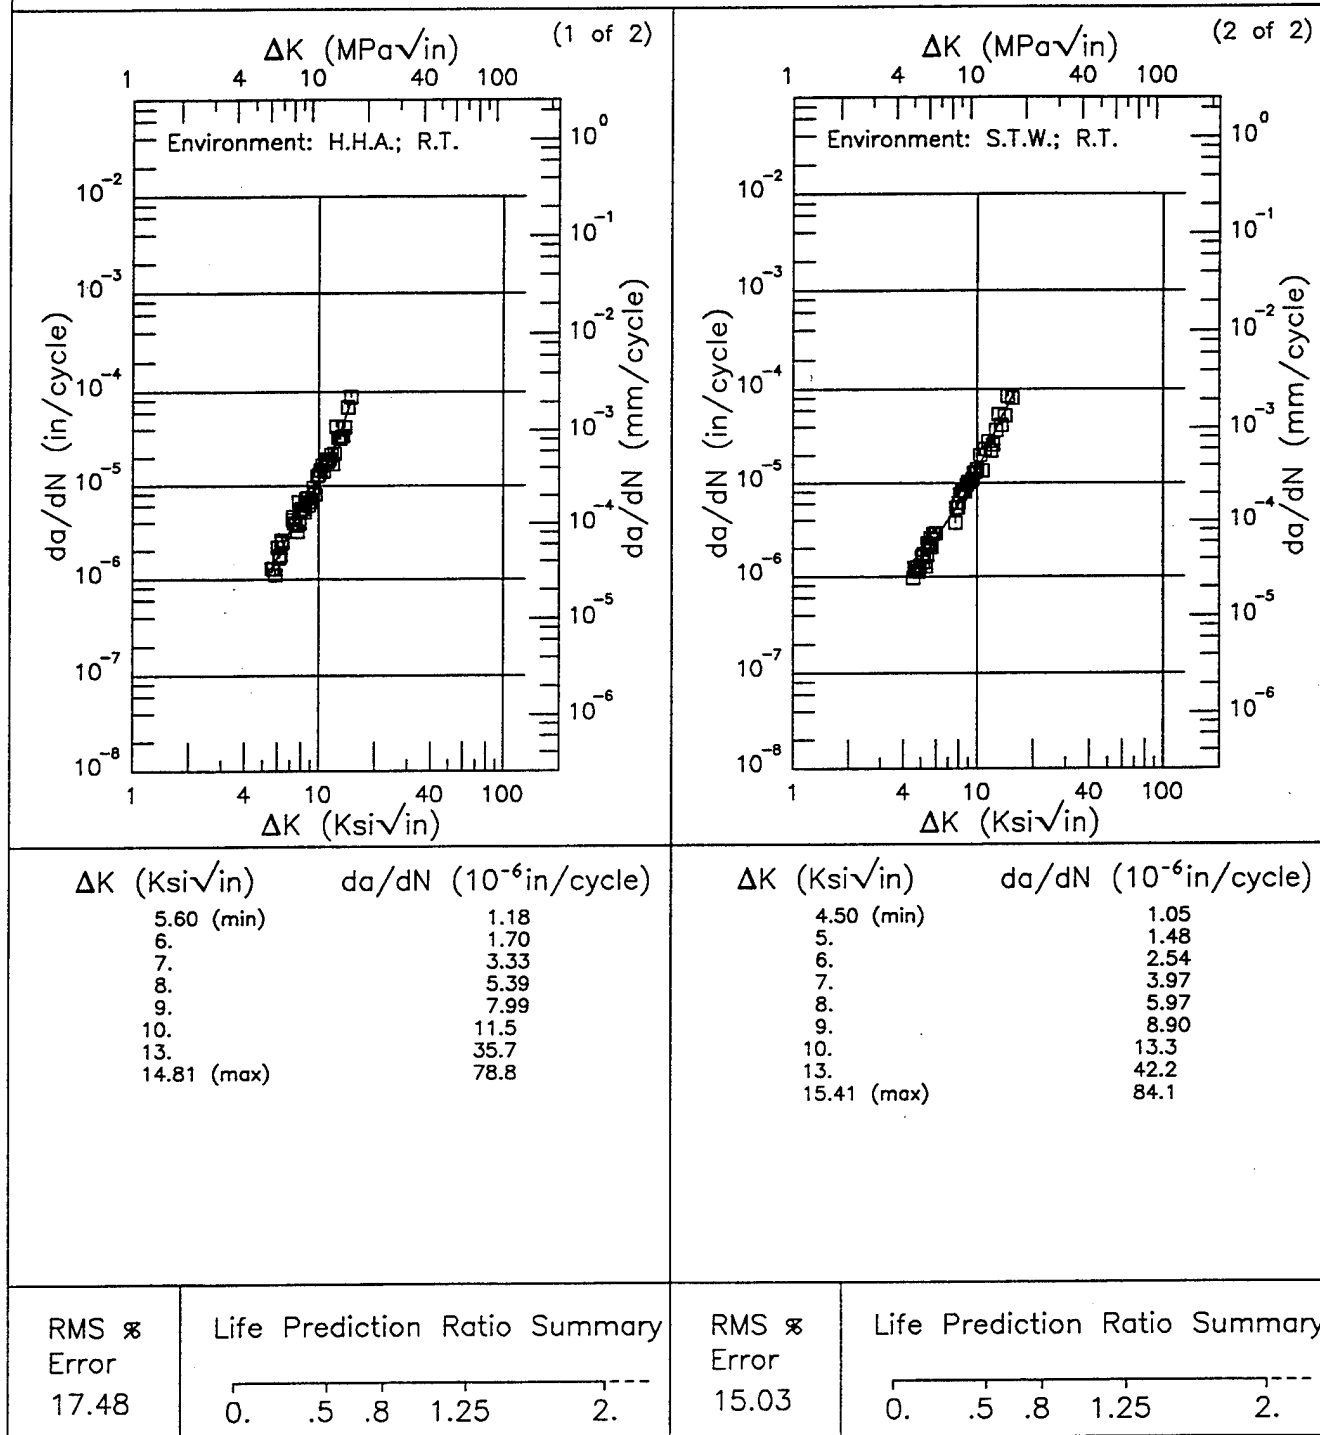 (1 of 2)
ΔK (MPa√in)
1 4 10 40 100
Environment: H.H.A.; R.T.
da/dN (in/cycle)
10⁻²
10⁻³
10⁻⁴
10⁻⁵
10⁻⁶
10⁻⁷
10⁻⁸
da/dN (mm/cycle)
10⁰
10⁻¹
10⁻²
10⁻³
10⁻⁴
10⁻⁵
10⁻⁶
1 4 10 40 100
ΔK (Ksi√in)
ΔK (Ksi√in) da/dN (10⁻⁶in/cycle)
5.60 (min) 1.18
6. 1.70
7. 3.33
8. 5.39
9. 7.99
10. 11.5
13. 35.7
14.81 (max) 78.8
RMS %
Error
17.48
Life Prediction Ratio Summary
0. .5 .8 1.25 2.
(2 of 2)
ΔK (MPa√in)
1 4 10 40 100
Environment: S.T.W.; R.T.
da/dN (in/cycle)
10⁻²
10⁻³
10⁻⁴
10⁻⁵
10⁻⁶
10⁻⁷
10⁻⁸
da/dN (mm/cycle)
10⁰
10⁻¹
10⁻²
10⁻³
10⁻⁴
10⁻⁵
10⁻⁶
1 4 10 40 100
ΔK (Ksi√in)
ΔK (Ksi√in) da/dN (10⁻⁶in/cycle)
4.50 (min) 1.05
5. 1.48
6. 2.54
7. 3.97
8. 5.97
9. 8.90
10. 13.3
13. 42.2
15.41 (max) 84.1
RMS %
Error
15.03
Life Prediction Ratio Summary
0. .5 .8 1.25 2.